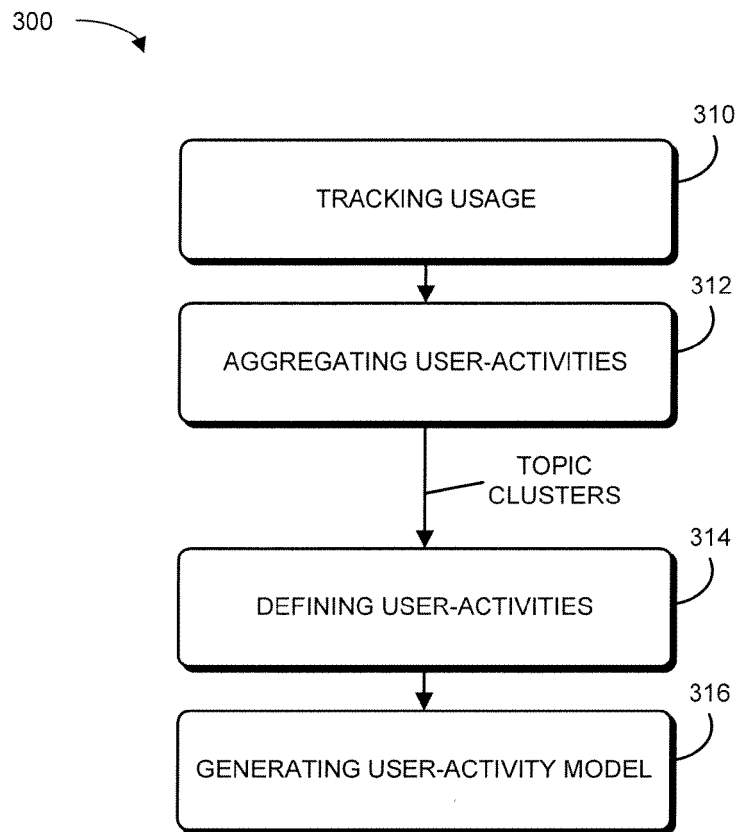 300
310
TRACKING USAGE
312
AGGREGATING USER-ACTIVITIES
TOPIC
CLUSTERS
314
DEFINING USER-ACTIVITIES
316
GENERATING USER-ACTIVITY MODEL